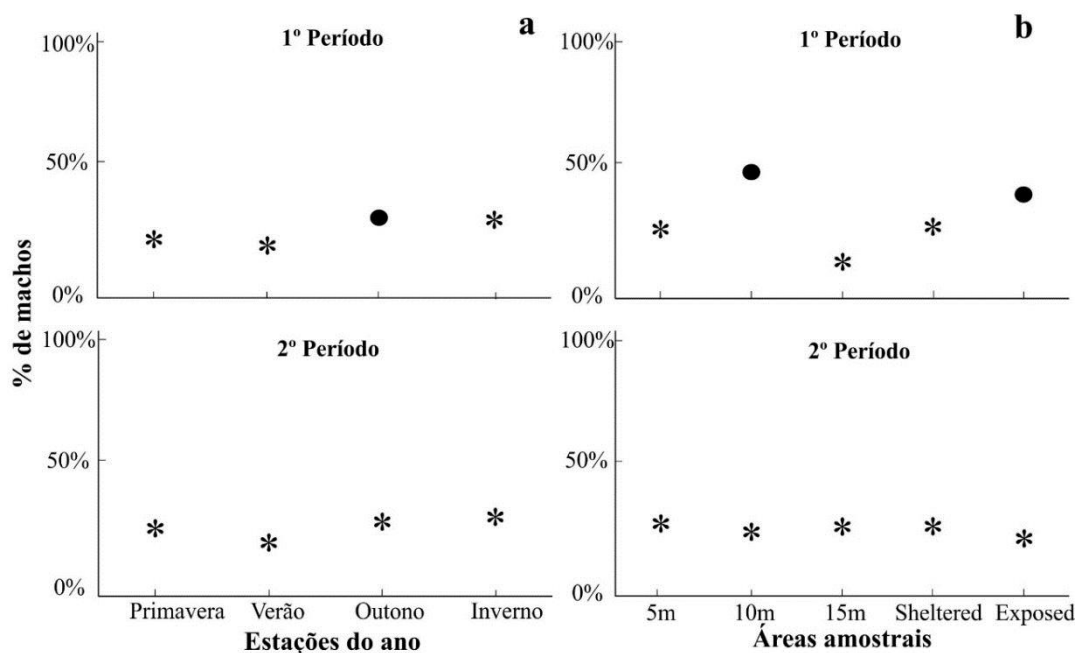 1º Período
a
100%
50%
0%
1º Período
b
100%
50%
0%
% de machos
2º Período
100%
50%
0%
Primavera Verão Outono Inverno
Estações do ano
2º Período
100%
50%
0%
5m 10m 15m Sheltered Exposed
Áreas amostrais